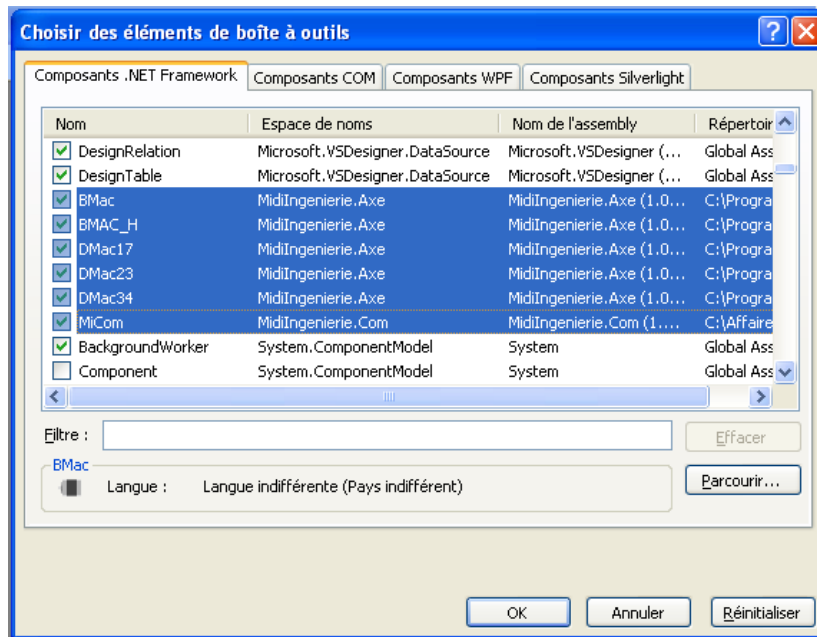 Choisir des éléments de boîte à outils
Composants .NET Framework Composants COM Composants WPF Composants Silverlight
Nom Espace de noms Nom de l'assembly Répertoir
DesignRelation Microsoft.VSDesigner.DataSource Microsoft.VSDesigner (... Global Ass
DesignTable Microsoft.VSDesigner.DataSource Microsoft.VSDesigner (... Global Ass
BMac MidiIngenierie.Axe MidiIngenierie.Axe (1.0... C:\Progra
BMAC_H MidiIngenierie.Axe MidiIngenierie.Axe (1.0... C:\Progra
DMac17 MidiIngenierie.Axe MidiIngenierie.Axe (1.0... C:\Progra
DMac23 MidiIngenierie.Axe MidiIngenierie.Axe (1.0... C:\Progra
DMac34 MidiIngenierie.Axe MidiIngenierie.Axe (1.0... C:\Progra
MiCom MidiIngenierie.Com MidiIngenierie.Com (1.... C:\Affaire
BackgroundWorker System.ComponentModel System Global Ass
Component System.ComponentModel System Global Ass
Filtre : Effacer
BMac
Langue : Langue indifférente (Pays indifférent) Parcourir...
OK Annuler Réinitialiser